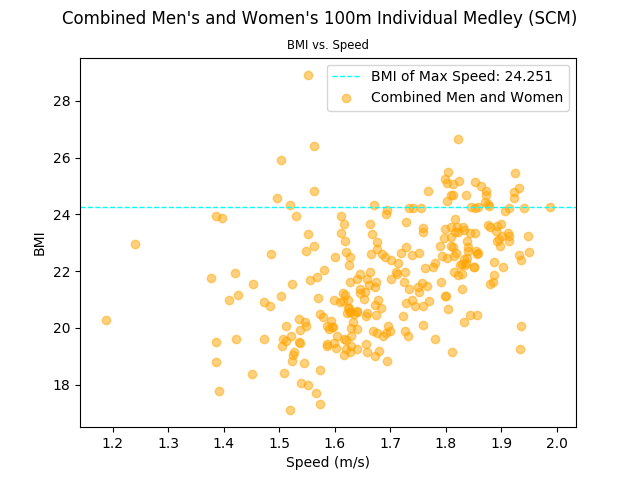 Combined Men's and Women's 100m Individual Medley (SCM)
BMI vs. Speed
BMI of Max Speed: 24.251
Combined Men and Women
28
26
24
22
20
18
BMI
1.2 1.3 1.4 1.5 1.6 1.7 1.8 1.9 2.0
Speed (m/s)